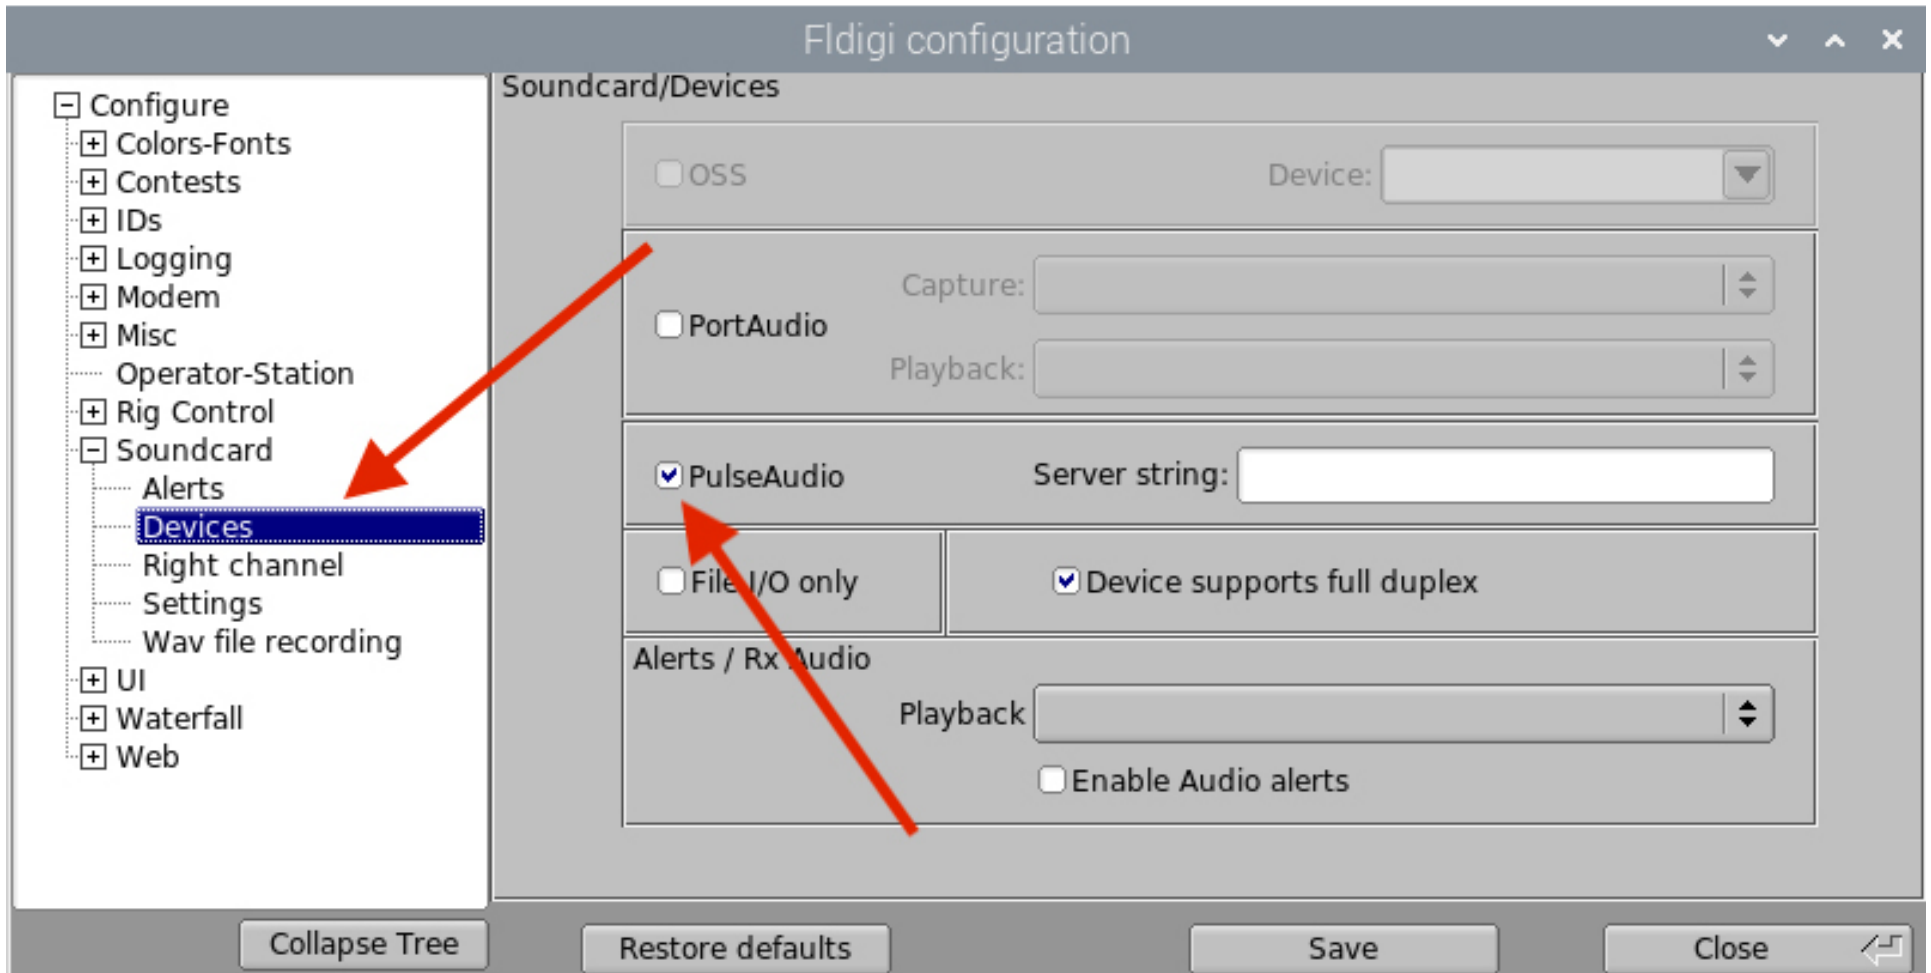 Fldigi configuration
Configure
Colors-Fonts
Contests
IDs
Logging
Modem
Misc
Operator-Station
Rig Control
Soundcard
Alerts
Devices
Right channel
Settings
Wav file recording
UI
Waterfall
Web
Collapse Tree
Soundcard/Devices
OSS Device:
Capture:
PortAudio
Playback:
PulseAudio Server string:
File I/O only Device supports full duplex
Alerts / Rx Audio
Playback
Enable Audio alerts
Restore defaults Save Close